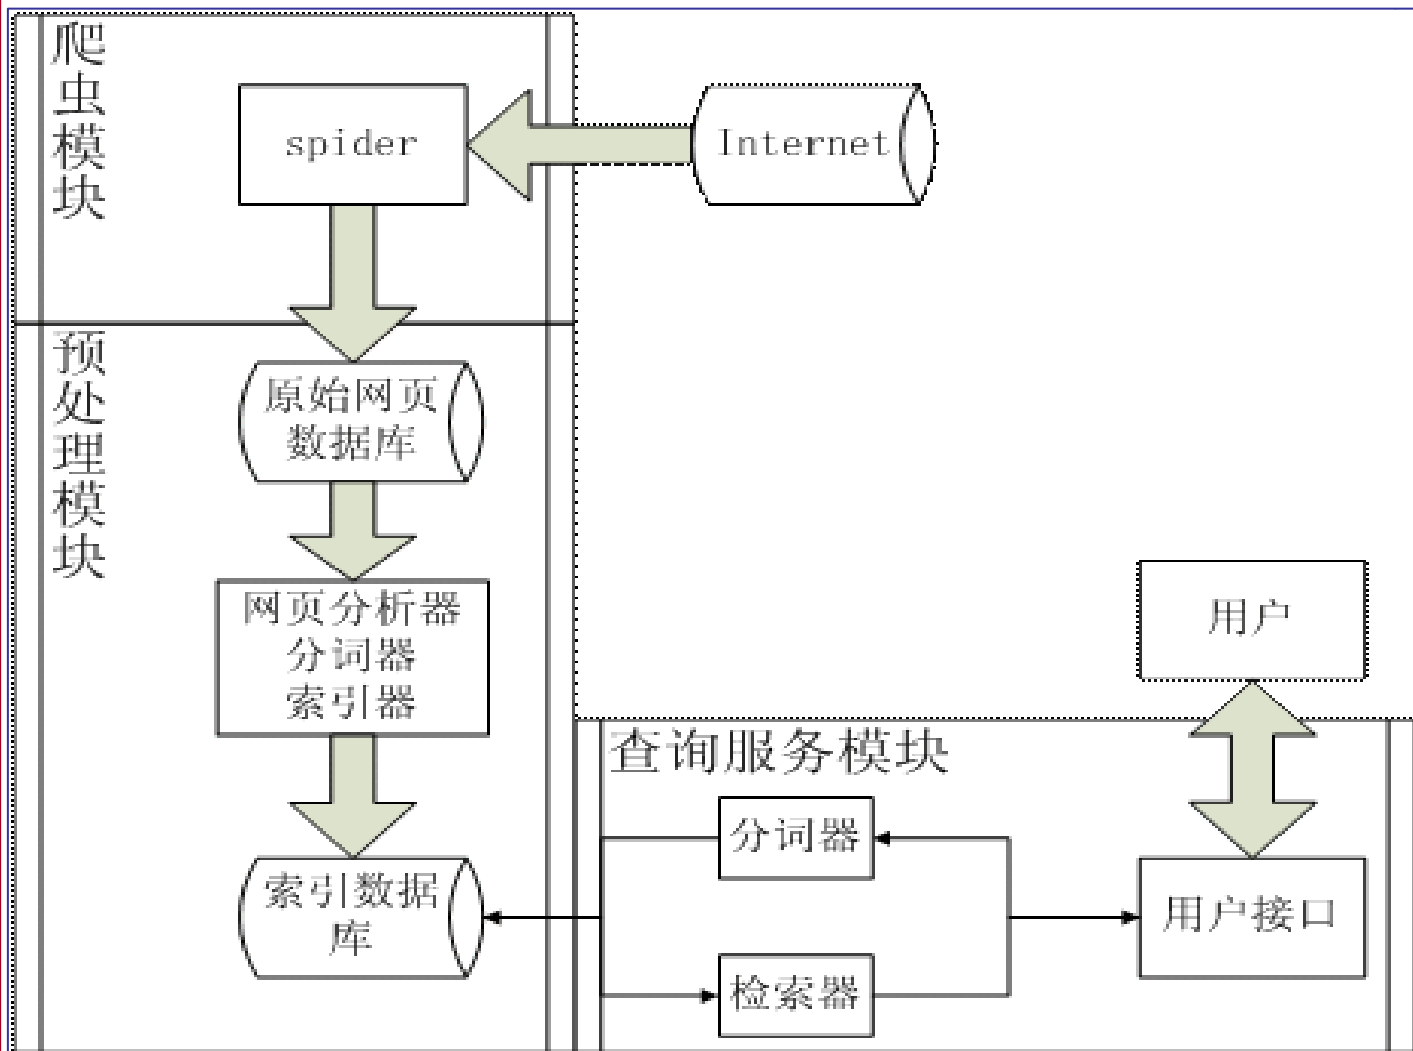 爬虫模块
spider
Internet
预处理模块
原始网页
数据库
网页分析器
分词器
索引器
索引数据
库
用户
查询服务模块
分词器
检索器
用户接口